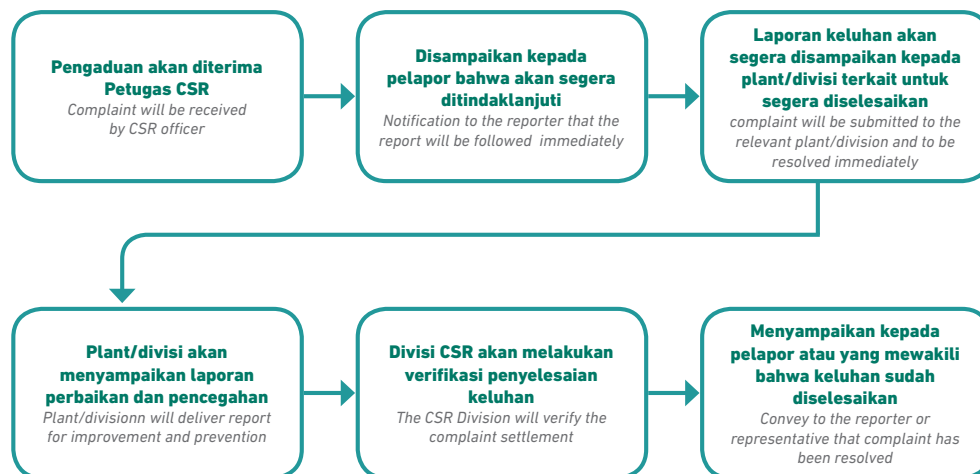 Pengaduan akan diterima
Petugas CSR
Complaint will be received
by CSR officer
Disampaikan kepada
pelapor bahwa akan segera
ditindaklanjuti
Notification to the reporter that the
report will be followed immediately
Laporan keluhan akan
segera disampaikan kepada
plant/divisi terkait untuk
segera diselesaikan
complaint will be submitted to the
relevant plant/division and to be
resolved immediately
Plant/divisi akan
menyampaikan laporan
perbaikan dan pencegahan
Plant/divisionn will deliver report
for improvement and prevention
Divisi CSR akan melakukan
verifikasi penyelesaian
keluhan
The CSR Division will verify the
complaint settlement
Menyampaikan kepada
pelapor atau yang mewakili
bahwa keluhan sudah
diselesaikan
Convey to the reporter or
representative that complaint has
been resolved